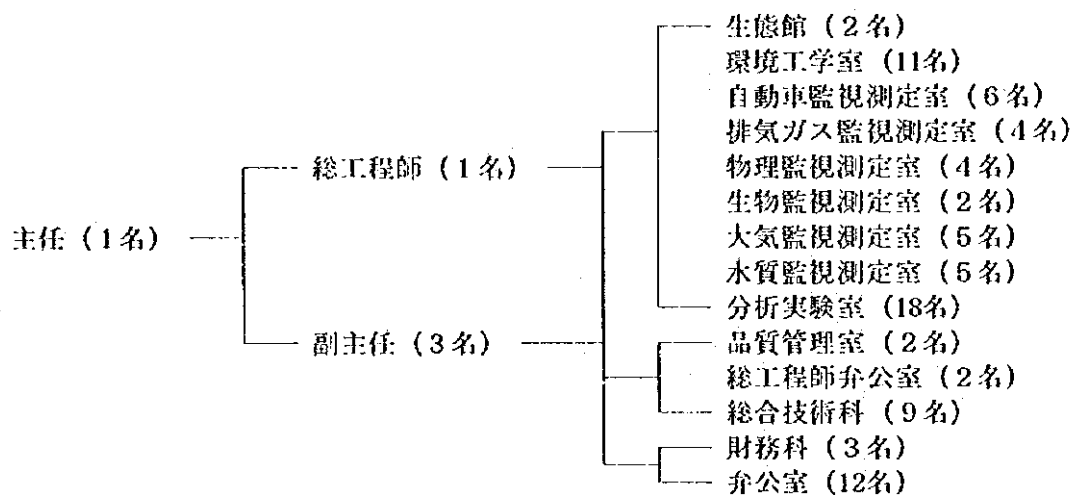 生態館（2名）
環境工学室（11名）
自動車監視測定室（6名）
排気ガス監視測定室（4名）
総工程師（1名）
物理監視測定室（4名）
生物監視測定室（2名）
主任（1名）
大気監視測定室（5名）
水質監視測定室（5名）
分析実験室（18名）
副主任（3名）
品質管理室（2名）
総工程師弁公室（2名）
総合技術科（9名）
財務科（3名）
弁公室（12名）